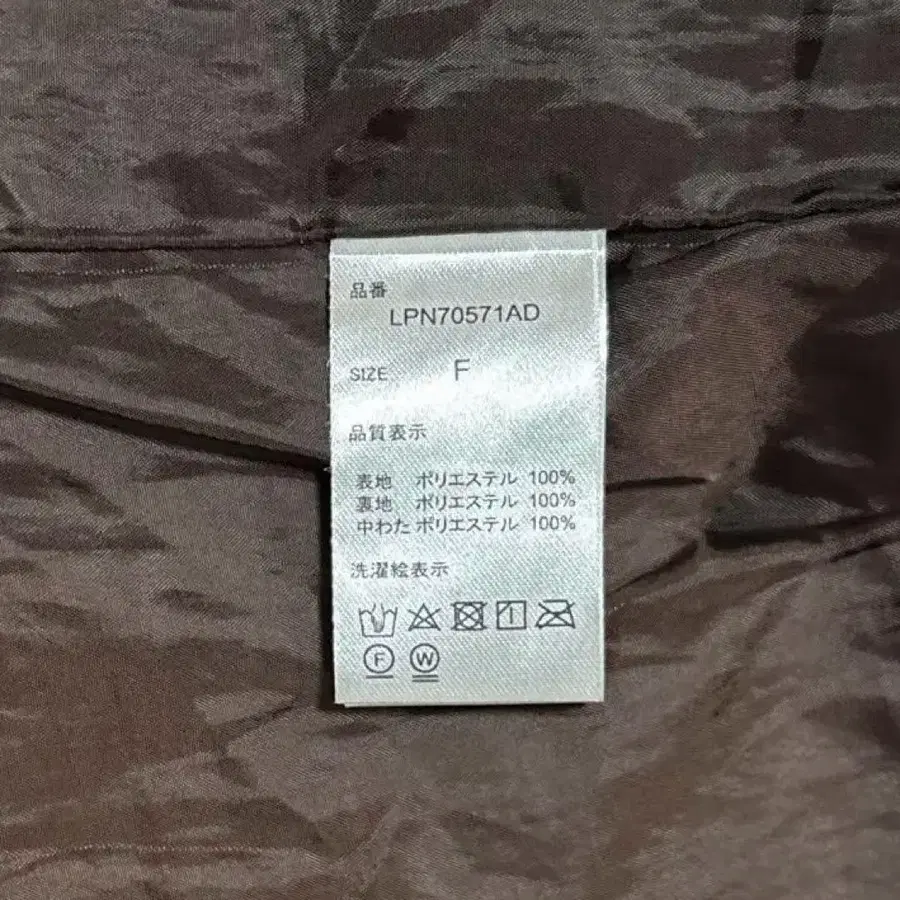 品番
LPN70571AD
SIZE F
品質表示
表地 ポリエステル 100%
裏地 ポリエステル 100%
中わた ポリエステル 100%
洗濯絵表示
F W